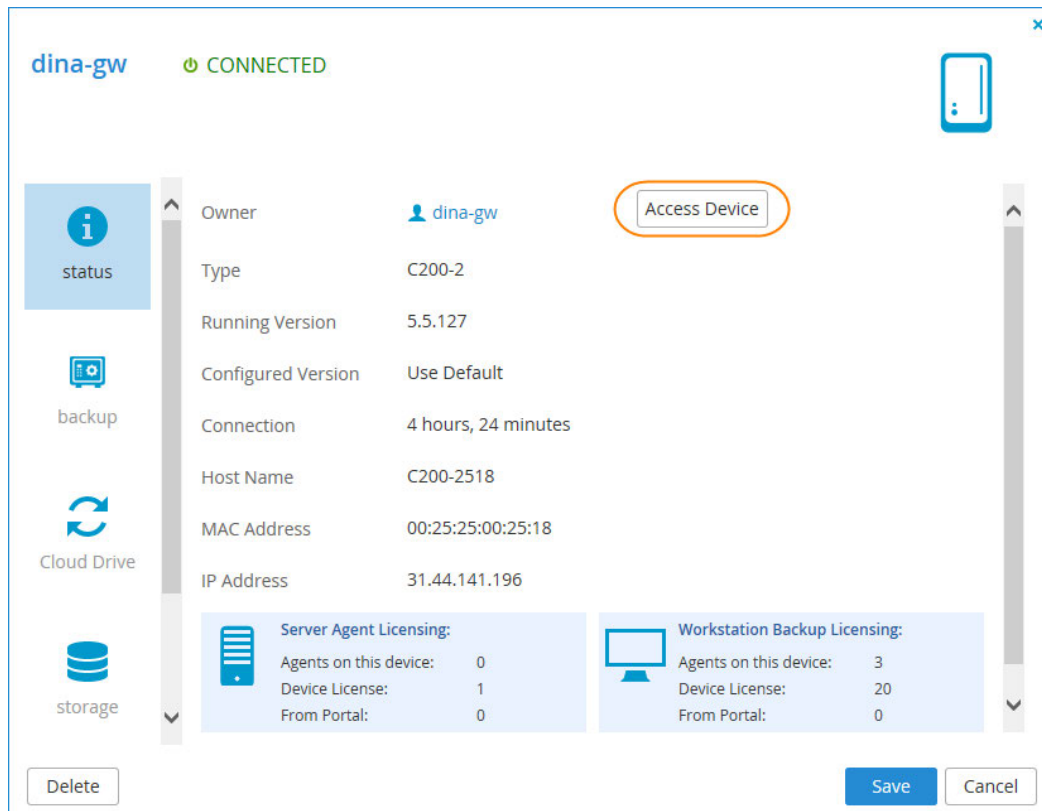 dina-gw CONNECTED
status
backup
Cloud Drive
storage
Owner dina-gw Access Device
Type C200-2
Running Version 5.5.127
Configured Version Use Default
Connection 4 hours, 24 minutes
Host Name C200-2518
MAC Address 00:25:25:00:25:18
IP Address 31.44.141.196
Server Agent Licensing:
Agents on this device: 0
Device License: 1
From Portal: 0
Workstation Backup Licensing:
Agents on this device: 3
Device License: 20
From Portal: 0
Delete Save Cancel